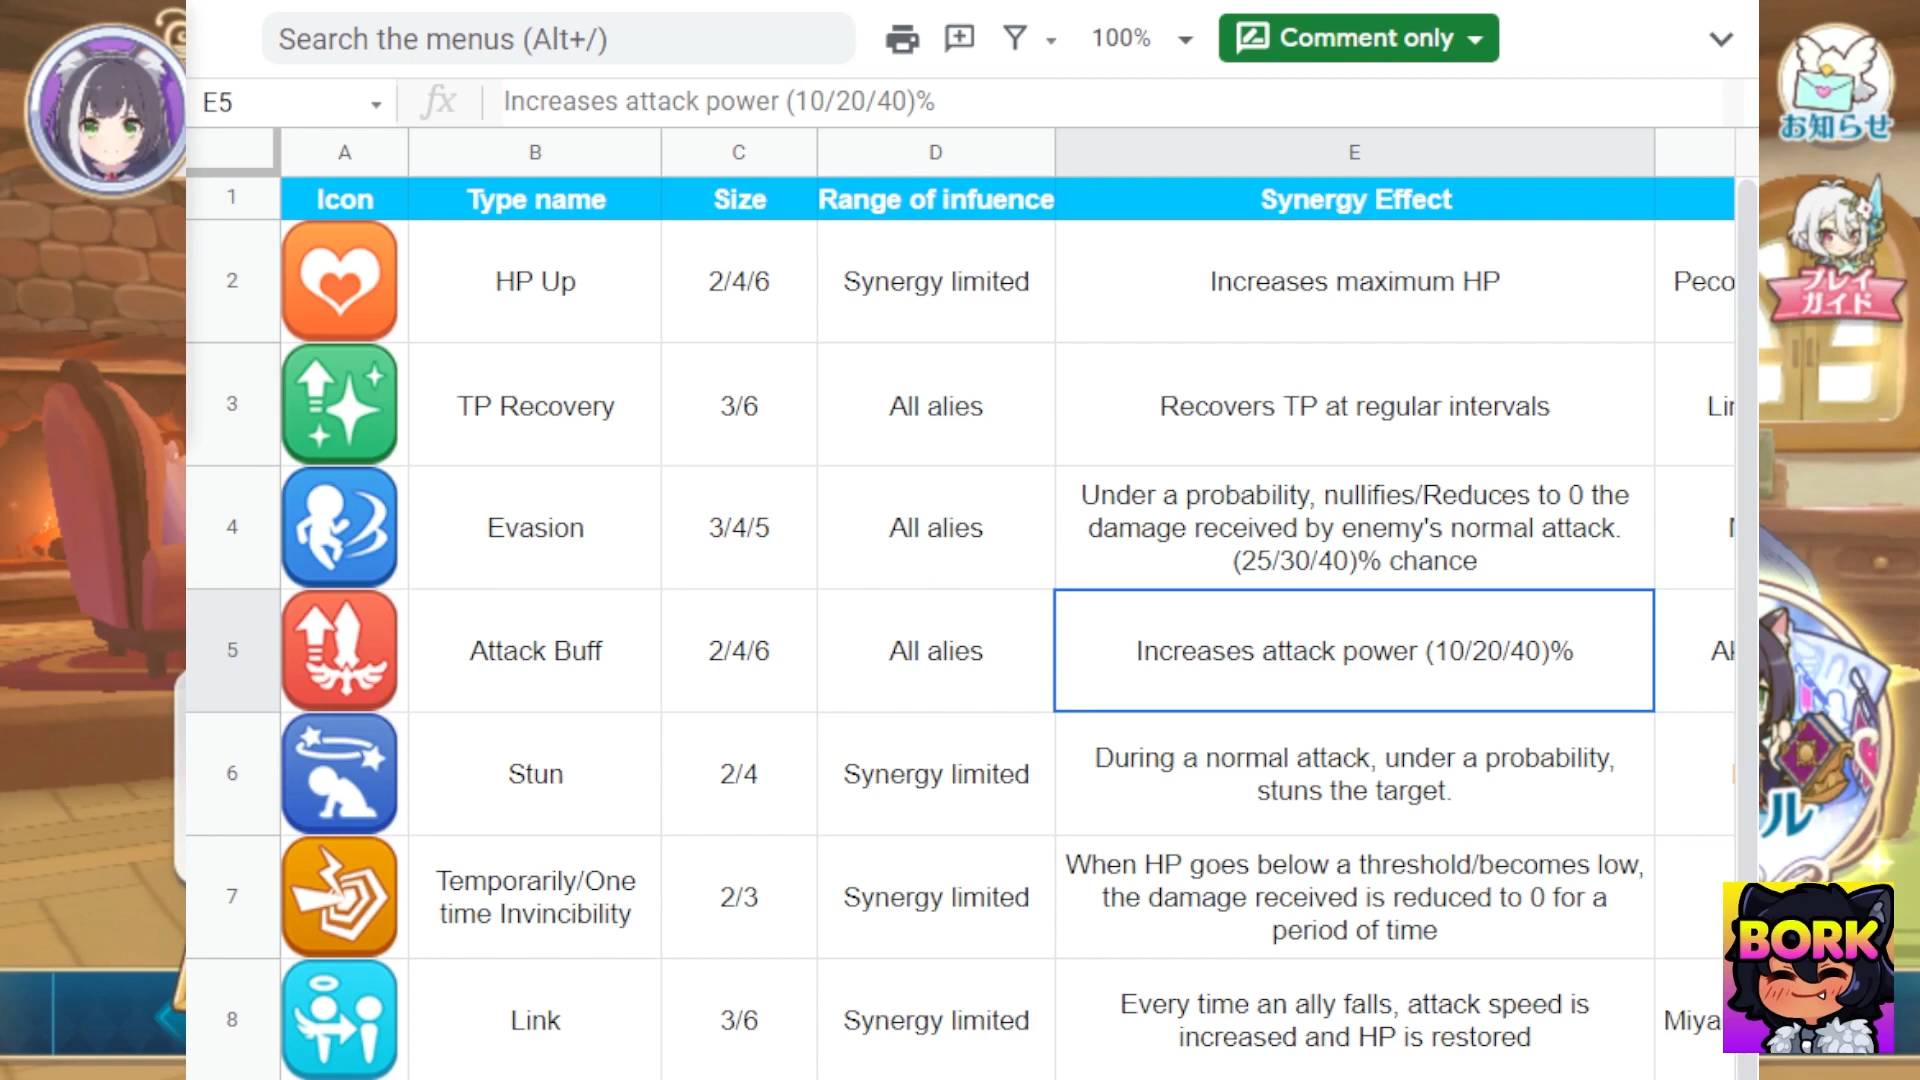 Search the menus (Alt+/)
100%
Comment only
E5
fx
Increases attack power (10/20/40)%
A
B
C
D
E
1
Icon
Type name
Size
Range of infuence
Synergy Effect
2
HP Up
2/4/6
Synergy limited
Increases maximum HP
Peco
3
TP Recovery
3/6
All alies
Recovers TP at regular intervals
4
Evasion
3/4/5
All alies
Under a probability, nullifies/Reduces to 0 the
damage received by enemy's normal attack.
(25/30/40)% chance
5
Attack Buff
2/4/6
All alies
Increases attack power (10/20/40)%
6
Stun
2/4
Synergy limited
During a normal attack, under a probability,
stuns the target.
7
Temporarily/One
time Invincibility
2/3
Synergy limited
When HP goes below a threshold/becomes low,
the damage received is reduced to 0 for a
period of time
8
Link
3/6
Synergy limited
Every time an ally falls, attack speed is
increased and HP is restored
Miya
お知らせ
プレイ
ガイド
ル
BORK